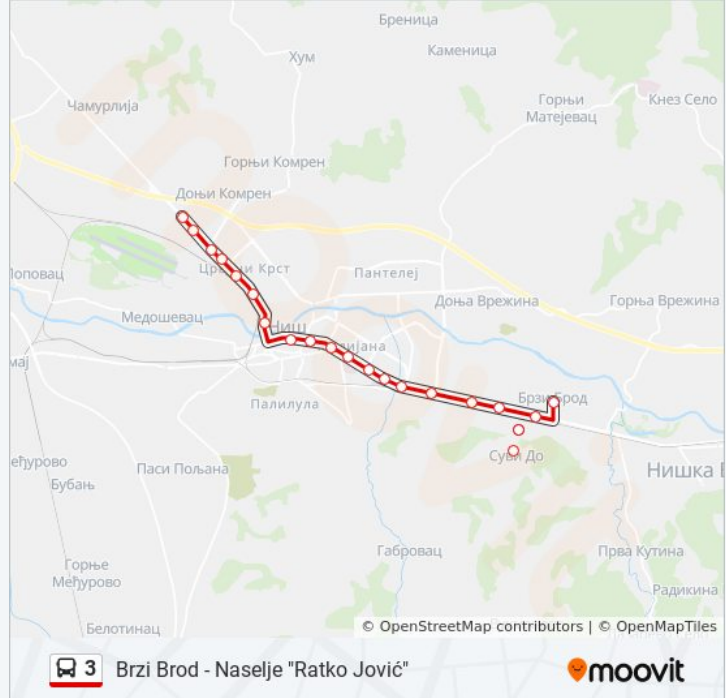 Бреница
Хум
Каменица
Кнез Село
Чамурлија
Горњи
Матејевац
Горњи Комрен
Доњи Комрен
Црвени Крст
Пантелеј
Поповац
Доња Врежина
Горња Врежина
Медошевац
Ниш
Брзи Брод
Палилула
Суви До
Паси Пољана
Нишка
Бубањ
Габровац
Прва Кутина
Горње
Међурово
Радикина
Белотинац
© OpenStreetMap contributors | © OpenMapTiles
3 Brzi Brod - Naselje "Ratko Jović"
moovit